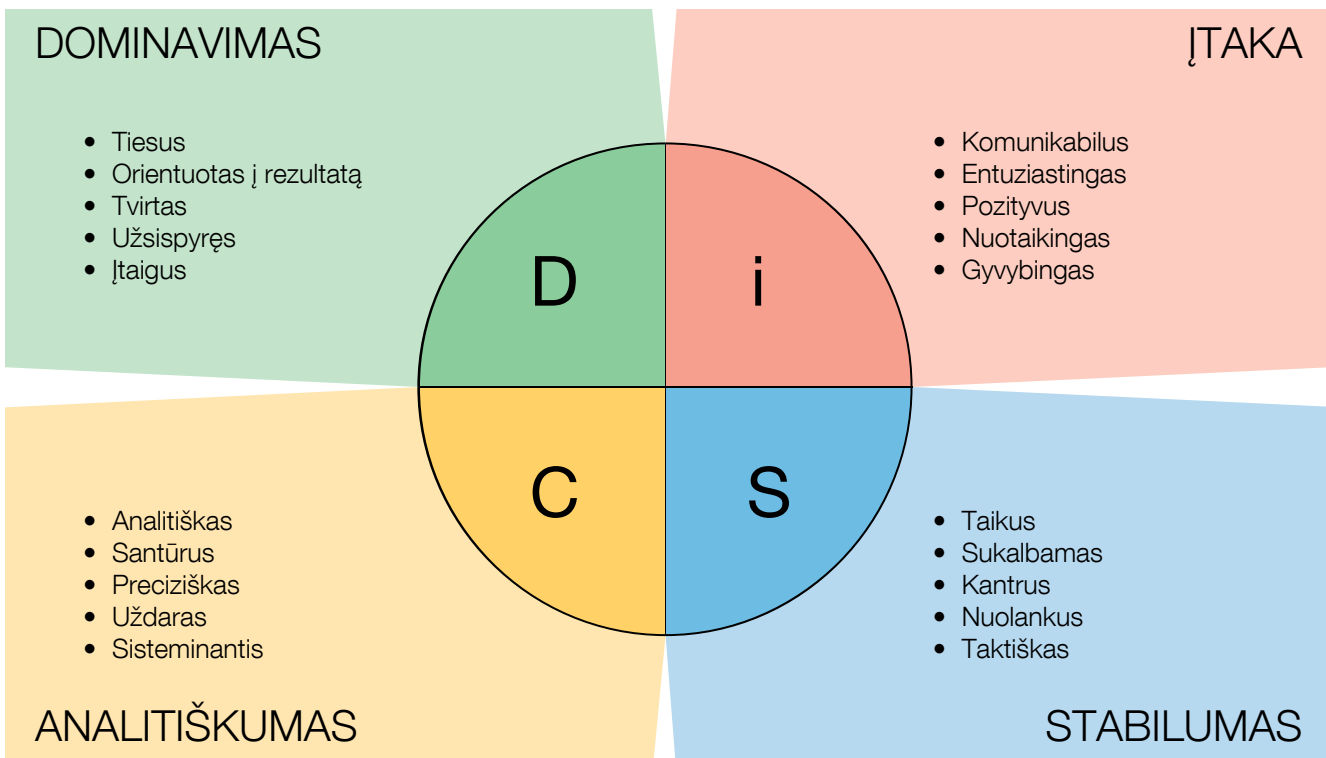 DOMINAVIMAS
• Tiesus
• Orientuotas į rezultatą
• Tvirtas
• Užsispyręs
• Įtaigus
ĮTAKA
• Komunikabilus
• Entuziastingas
• Pozityvus
• Nuotaikingas
• Gyvybingas
D
i
C
S
• Analitiškas
• Santūrus
• Preciziškas
• Uždaras
• Sisteminantis
ANALITIŠKUMAS
• Taikus
• Sukalbamas
• Kantrus
• Nuolankus
• Taktiškas
STABILUMAS